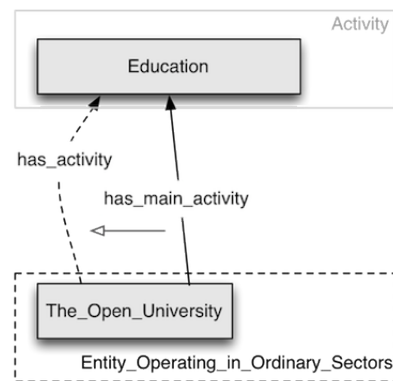 Activity
Education
has_activity
has_main_activity
The_Open_University
Entity_Operating_in_Ordinary_Sectors